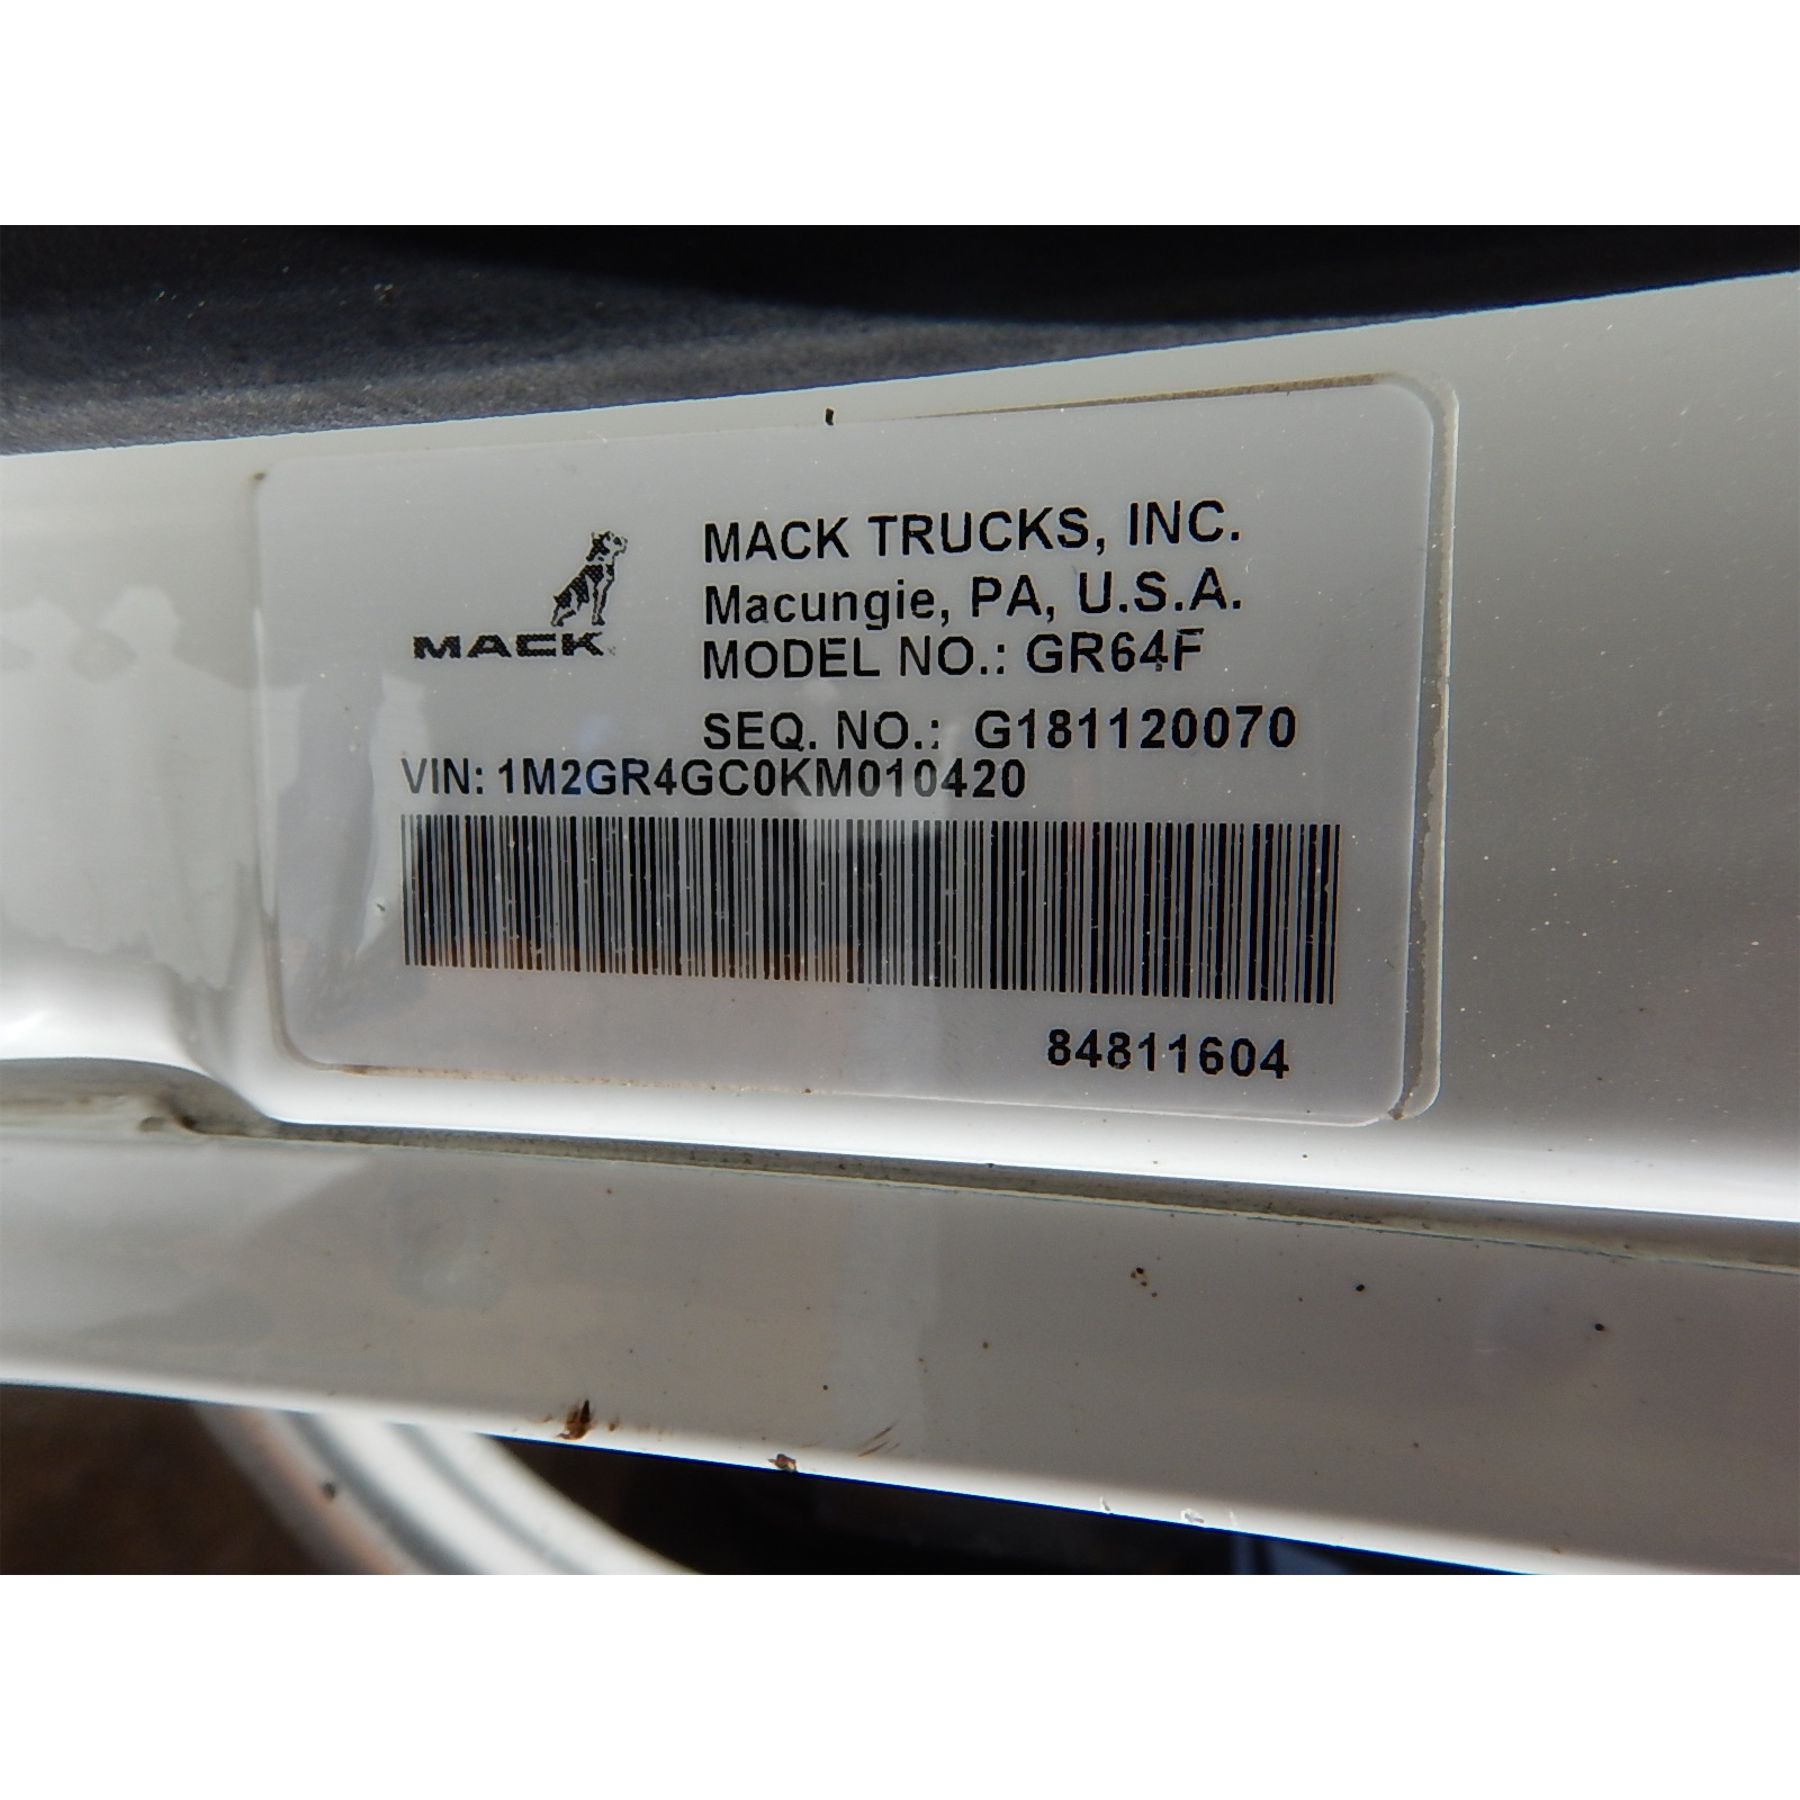 MACK
MACK TRUCKS, INC.
Macungie, PA, U.S.A.
MODEL NO.: GR64F
SEQ. NO.: G181120070
VIN: 1M2GR4GC0KM010420
84811604